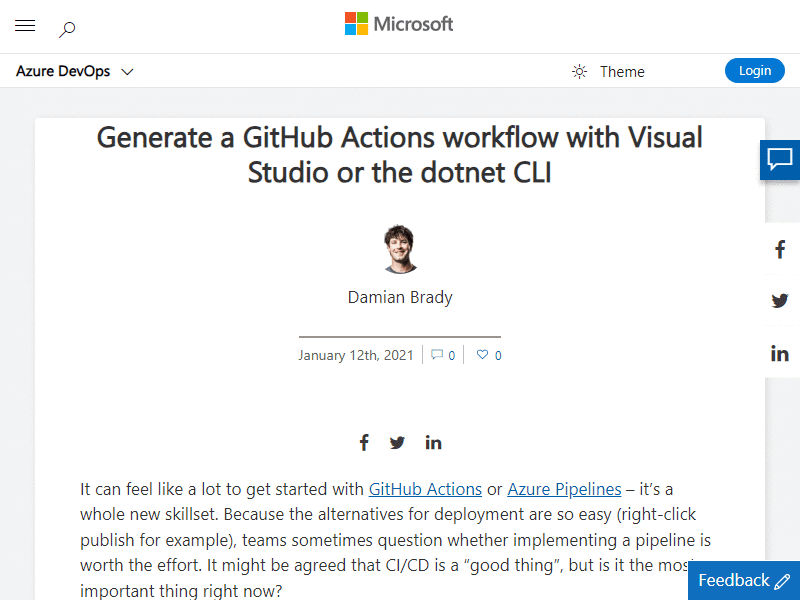 Microsoft
Azure DevOps
Theme
Login
Generate a GitHub Actions workflow with Visual
Studio or the dotnet CLI
Damian Brady
January 12th, 2021
0
0
It can feel like a lot to get started with GitHub Actions or Azure Pipelines – it’s a
whole new skillset. Because the alternatives for deployment are so easy (right-click
publish for example), teams sometimes question whether implementing a pipeline is
worth the effort. It might be agreed that CI/CD is a “good thing”, but is it the most
important thing right now?
Feedback